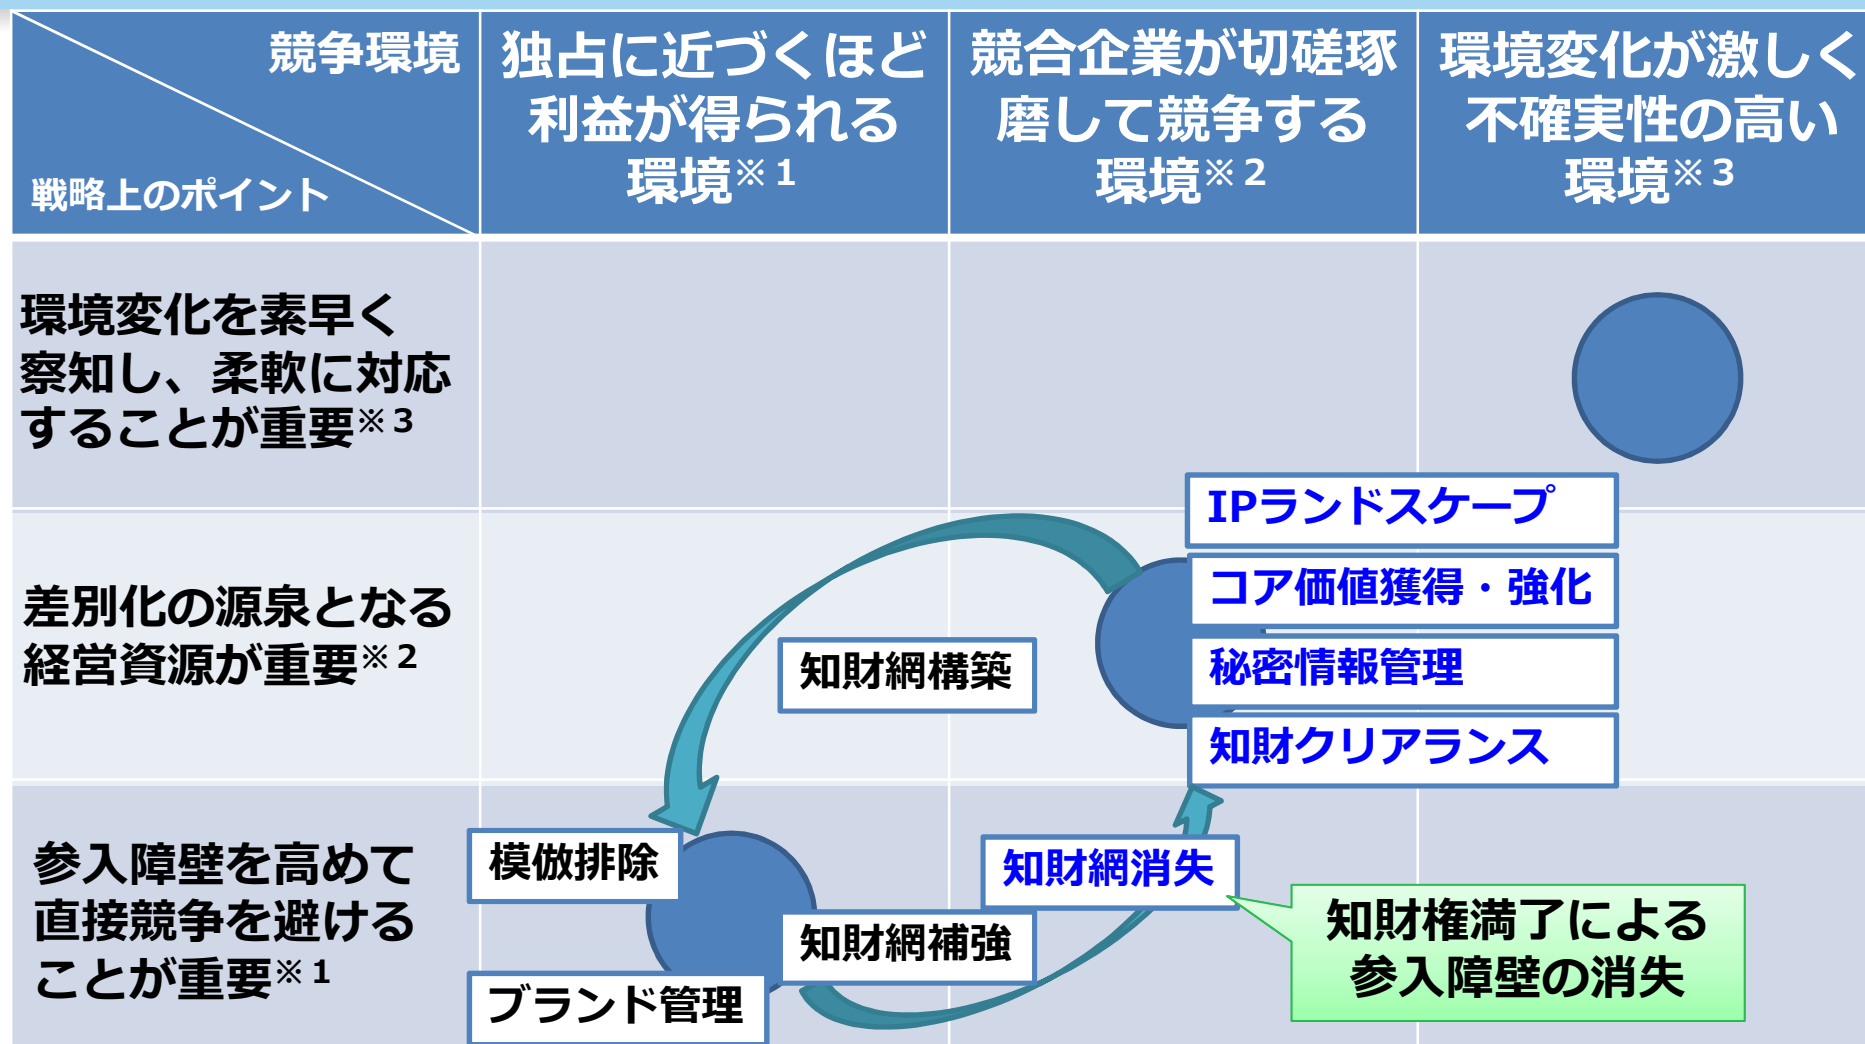 競争環境
戦略上のポイント
独占に近づくほど
利益が得られる
環境※1
競合企業が切磋琢
磨して競争する
環境※2
環境変化が激しく
不確実性の高い
環境※3
環境変化を素早く
察知し、柔軟に対応
することが重要※3
IPランドスケープ
コア価値獲得・強化
秘密情報管理
知財クリアランス
差別化の源泉となる
経営資源が重要※2
知財網構築
参入障壁を高めて
直接競争を避ける
ことが重要※1
模倣排除
知財網補強
ブランド管理
知財網消失
知財権満了による
参入障壁の消失